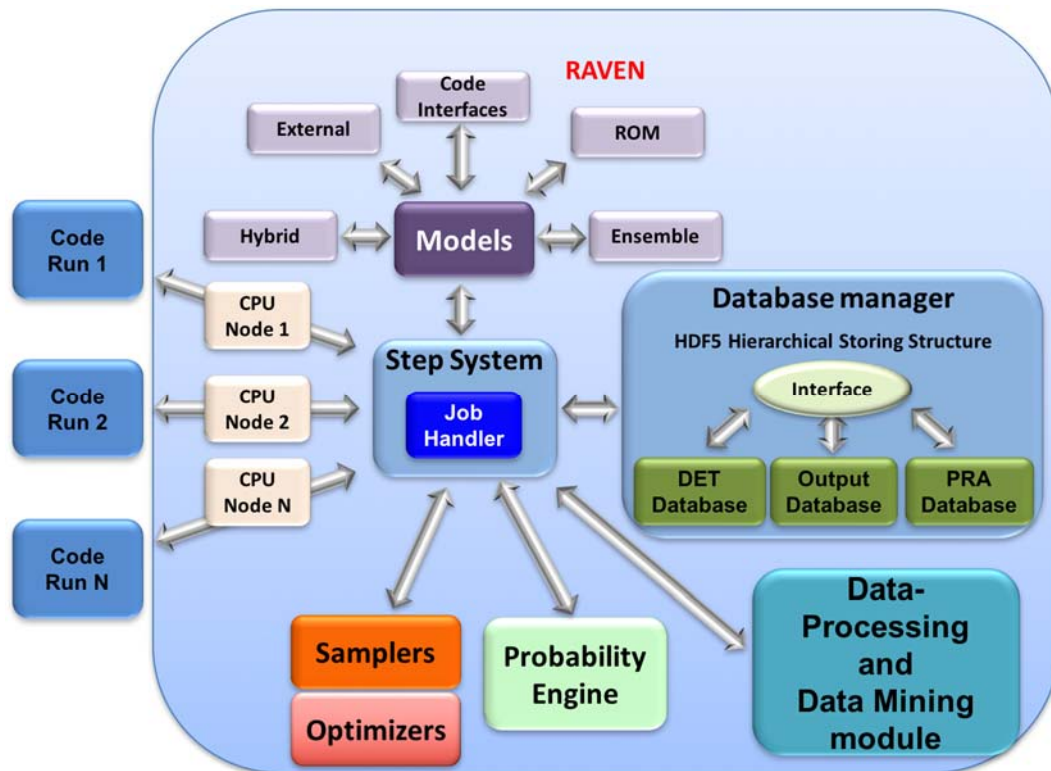 RAVEN
Code
Interfaces
External
ROM
Hybrid
Models
Ensemble
Code
Run 1
CPU
Node 1
Code
Run 2
CPU
Node 2
Code
Run N
CPU
Node N
Step System
Job
Handler
Database manager
HDF5 Hierarchical Storing Structure
Interface
DET
Database
Output
Database
PRA
Database
Samplers
Optimizers
Probability
Engine
Data-
Processing
and
Data Mining
module